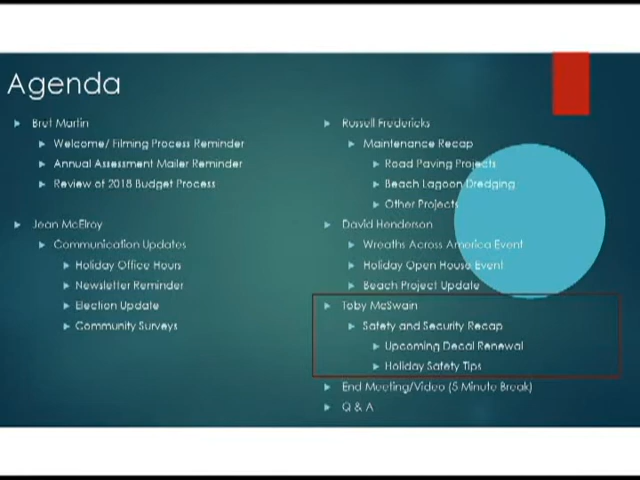 Agenda
Bret Martin
Welcome/ Filming Process Reminder
Annual Assessment Mailer Reminder
Review of 2018 Budget Process
Jean McElroy
Communication Updates
Holiday Office Hours
Newsletter Reminder
Election Update
Community Surveys
Russell Fredericks
Maintenance Recap
Road Paving Projects
Beach Lagoon Dredging
Other Projects
David Henderson
Wreaths Across America Event
Holiday Open House Event
Beach Project Update
Toby McSwain
Safety and Security Recap
Upcoming Decal Renewal
Holiday Safety Tips
End Meeting/Video (5 Minute Break)
Q & A